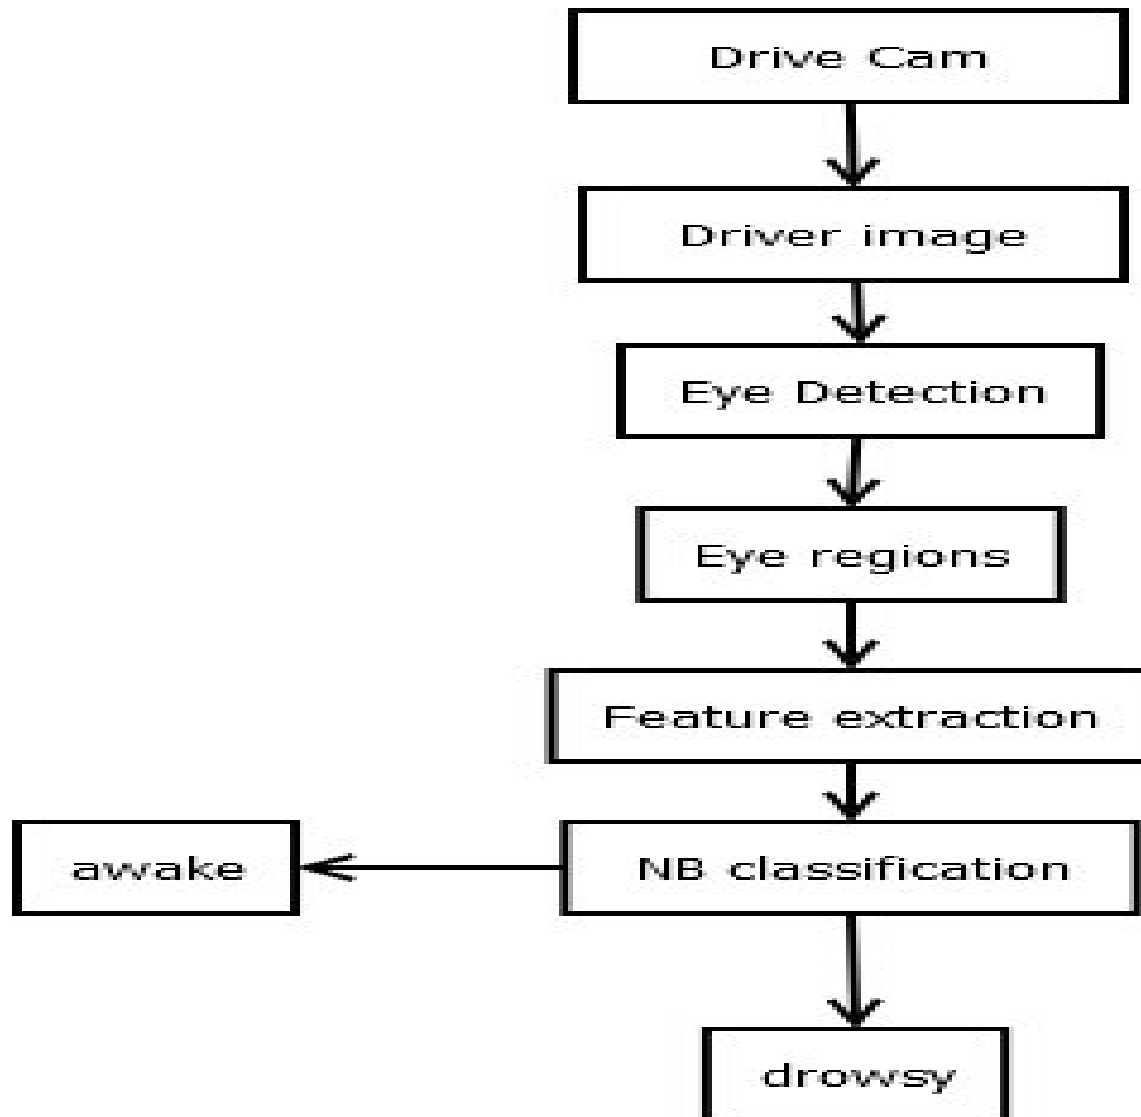 Drive Cam
Driver image
Eye Detection
Eye regions
Feature extraction
awake
NB classification
drowsy